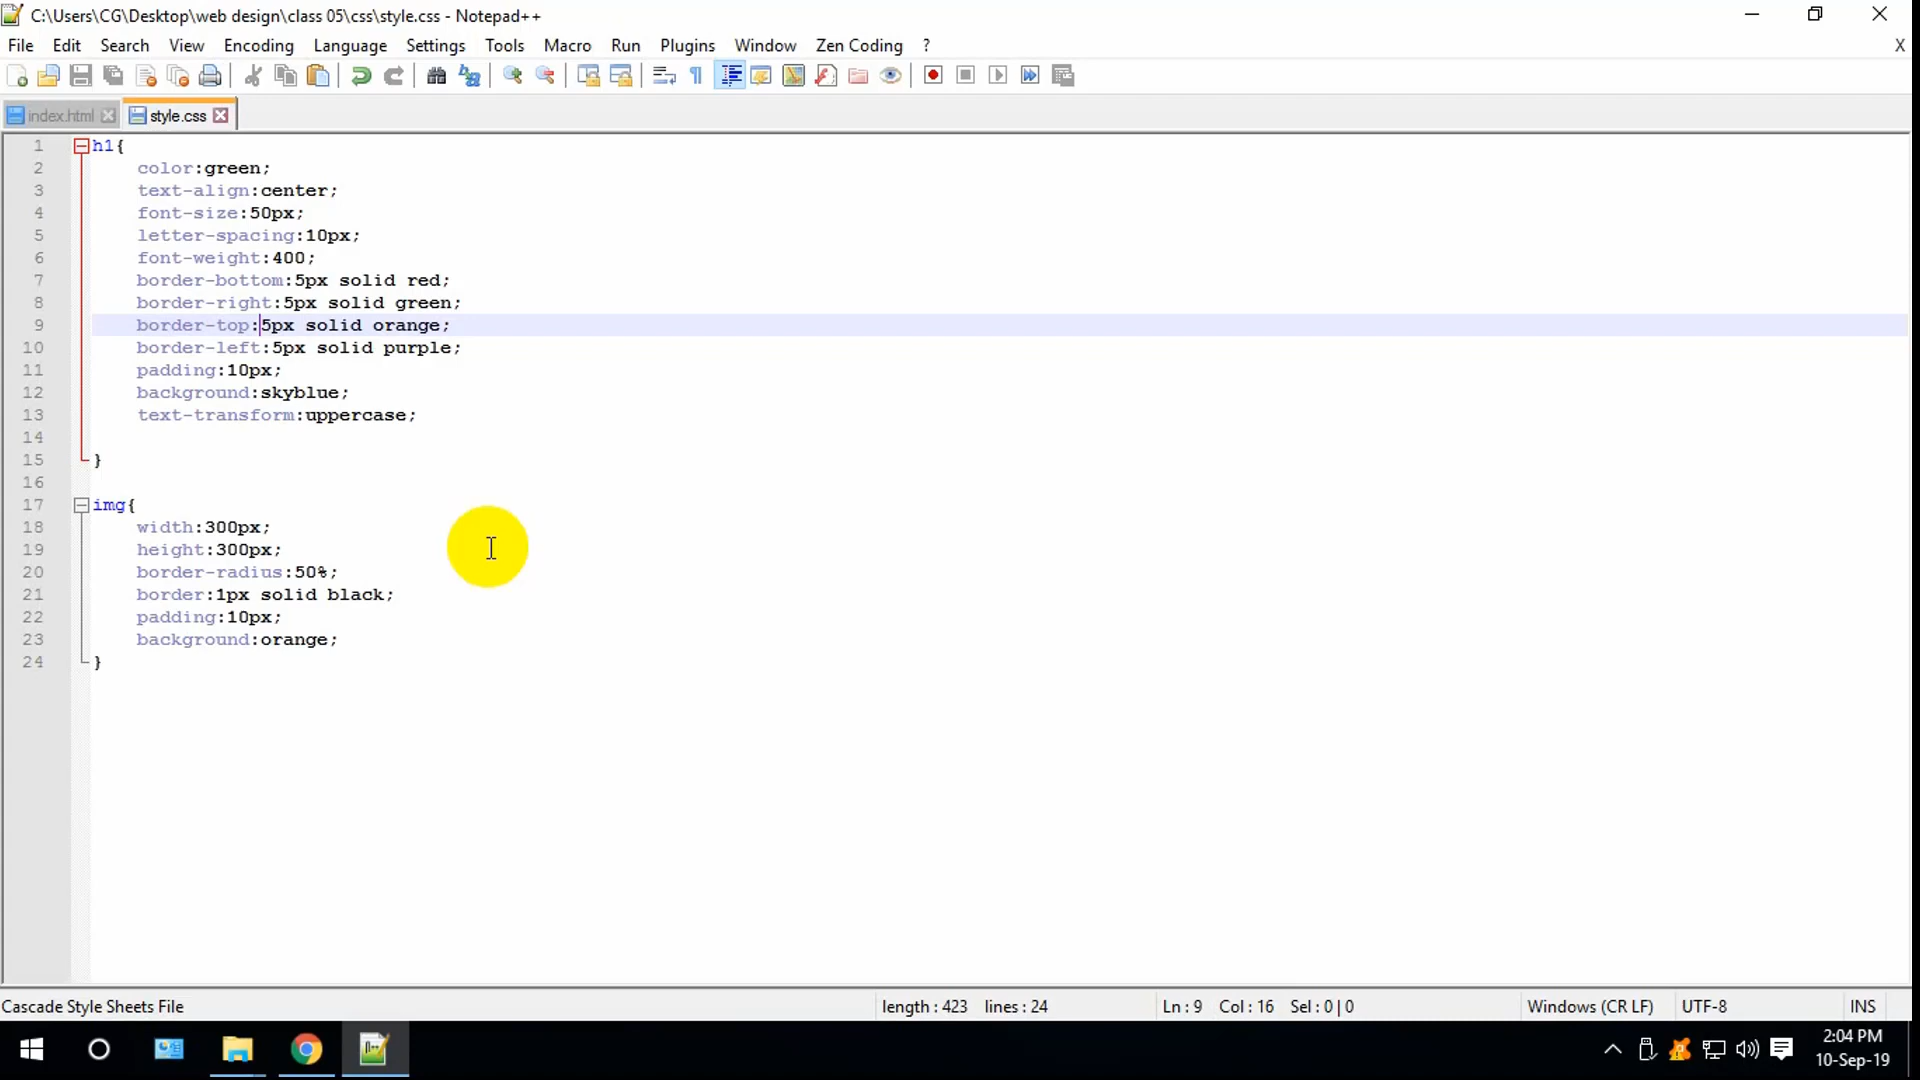 C:\Users\CG\Desktop\web design\class 05\css\style.css - Notepad++
File Edit Search View Encoding Language Settings Tools Macro Run Plugins Window Zen Coding ? X
index.html style.css
1 h1{
2 color:green;
3 text-align:center;
4 font-size:50px;
5 letter-spacing:10px;
6 font-weight:400;
7 border-bottom:5px solid red;
8 border-right:5px solid green;
9 border-top:5px solid orange;
10 border-left:5px solid purple;
11 padding:10px;
12 background:skyblue;
13 text-transform:uppercase;
14
15 }
16
17 img{
18 width:300px;
19 height:300px;
20 border-radius:50%;
21 border:1px solid black;
22 padding:10px;
23 background:orange;
24 }
Cascade Style Sheets File length : 423 lines : 24 Ln : 9 Col : 16 Sel : 0 | 0 Windows (CR LF) UTF-8 INS
2:04 PM
10-Sep-19